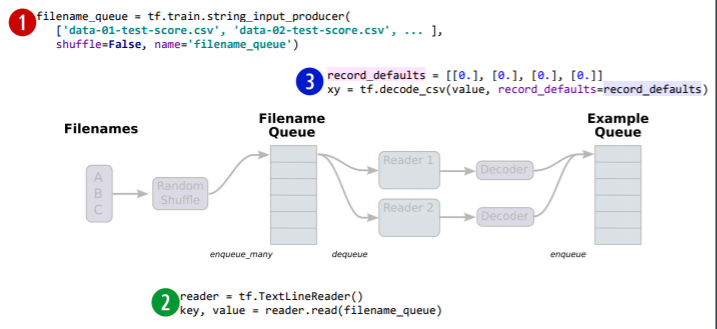 1
filename_queue = tf.train.string_input_producer(
['data-01-test-score.csv', 'data-02-test-score.csv', ... ],
shuffle=False, name='filename_queue')
3
record_defaults = [[0.], [0.], [0.], [0.]]
xy = tf.decode_csv(value, record_defaults=record_defaults)
Filenames
Filename
Queue
Example
Queue
A
B
C
Random
Shuffle
Reader 1
Decoder
Reader 2
Decoder
enqueue_many
dequeue
enqueue
2
reader = tf.TextLineReader()
key, value = reader.read(filename_queue)